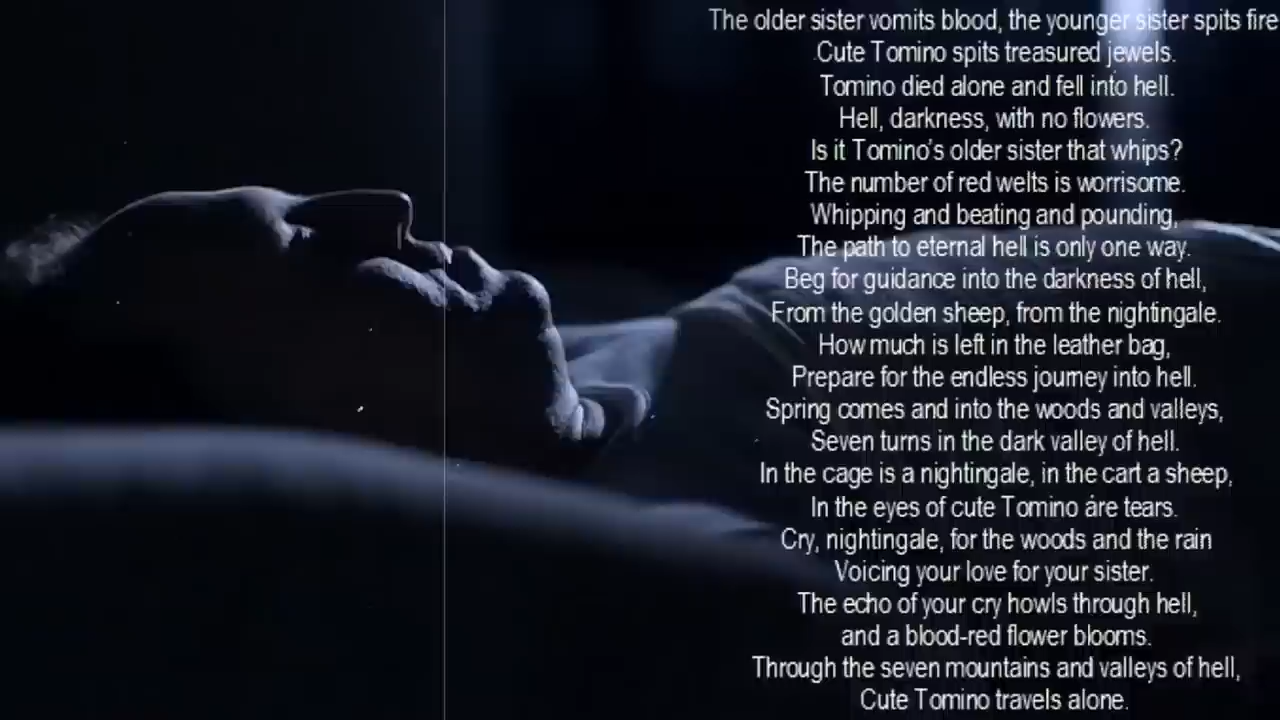 The older sister vomits blood, the younger sister spits fire
Cute Tomino spits treasured jewels.
Tomino died alone and fell into hell.
Hell, darkness, with no flowers.
Is it Tomino's older sister that whips?
The number of red welts is worrisome.
Whipping and beating and pounding,
The path to eternal hell is only one way.
Beg for guidance into the darkness of hell,
From the golden sheep, from the nightingale.
How much is left in the leather bag,
Prepare for the endless journey into hell.
Spring comes and into the woods and valleys,
Seven turns in the dark valley of hell.
In the cage is a nightingale, in the cart a sheep,
In the eyes of cute Tomino are tears.
Cry, nightingale, for the woods and the rain
Voicing your love for your sister.
The echo of your cry howls through hell,
and a blood-red flower blooms.
Through the seven mountains and valleys of hell,
Cute Tomino travels alone.